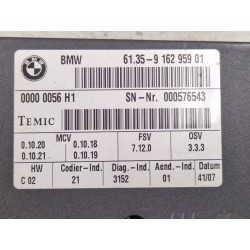 BMW
BMW 61.35-9 162 959 01
0000 0056 H1 SN-Nr. 000576543
TEMIC
MCV FSV OSV
0.10.20 0.10.18 7.12.0 3.3.3
0.10.21 0.10.19
HW Codier-Ind. Diag.-Ind. Aend.-Ind. Datum
C 02 21 3152 01 41/07